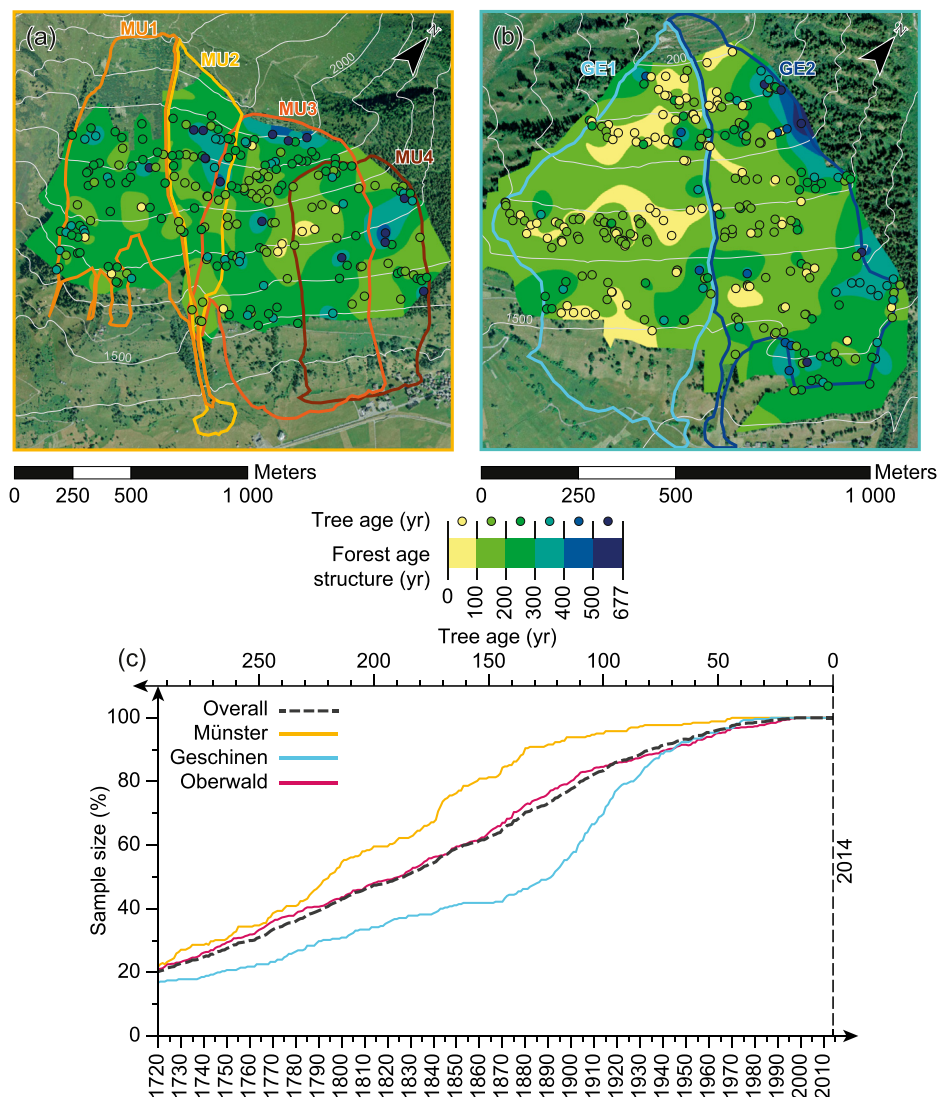 (a)
MU1
MU2
MU3
MU4
2000
1500
N
(b)
GE1
GE2
200
1500
N
0 250 500 1 000
Meters
0 250 500 1 000
Meters
Tree age (yr)
Forest age
structure (yr)
0 100 200 300 400 500 677
Tree age (yr)
(c)
250 200 150 100 50 0
Overall
Münster
Geschinen
Oberwald
Sample size (%)
100
80
60
40
20
0
2014
1720 1730 1740 1750 1760 1770 1780 1790 1800 1810 1820 1830 1840 1850 1860 1870 1880 1890 1900 1910 1920 1930 1940 1950 1960 1970 1980 1990 2000 2010